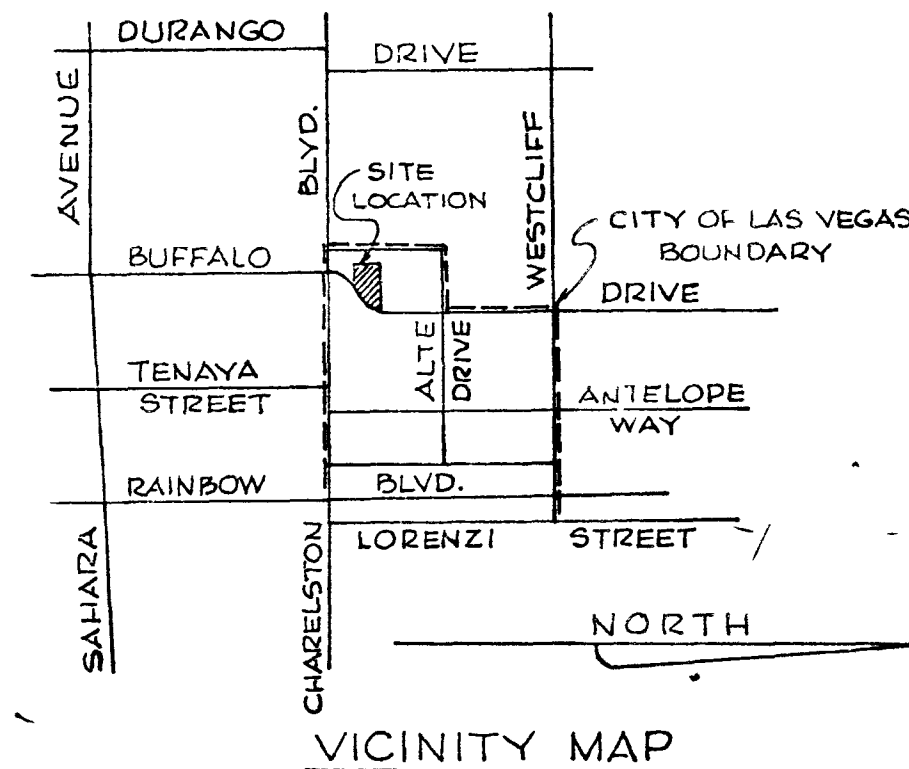 DURANGO
DRIVE
SAHARA AVENUE
CHARELSTON BLVD.
WESTCLIFF
SITE
LOCATION
CITY OF LAS VEGAS
BOUNDARY
BUFFALO
DRIVE
ALTE
DRIVE
TENAYA
STREET
ANTELOPE
WAY
RAINBOW BLVD.
LORENZI STREET
NORTH
VICINITY MAP